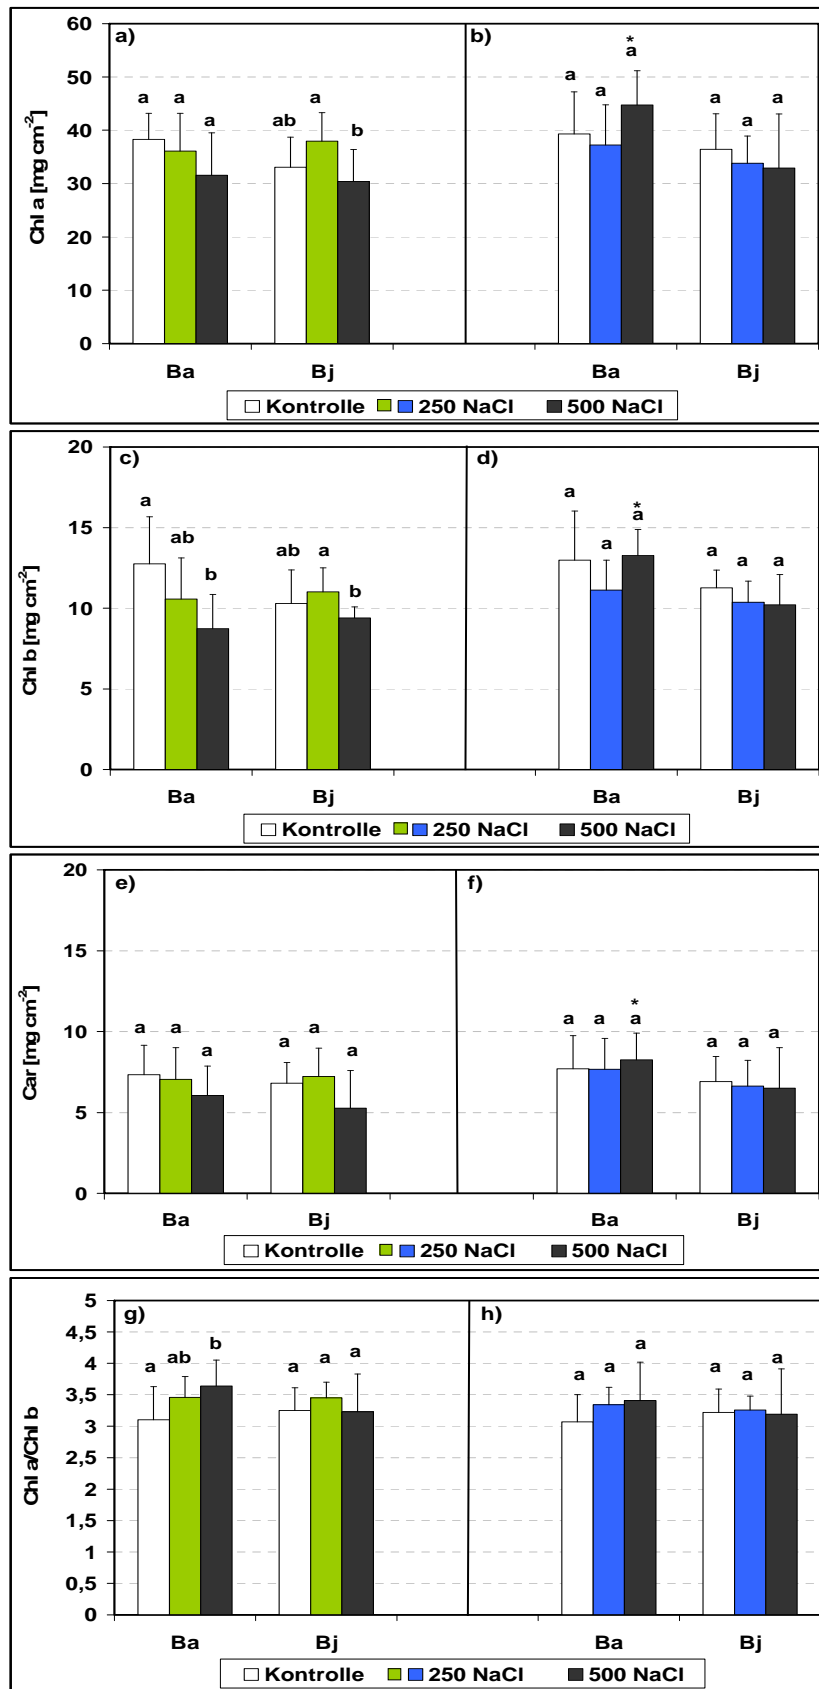 60
a)
b)
*
a
50
a
a
a
a
a
a
a
a
ab
a
40
b
30
20
10
0
Chl a [mg cm-2]
Ba
Bj
Ba
Bj
Kontrolle 250 NaCl 500 NaCl
20
c)
d)
a
a
*
a
15
ab
ab
a
a
a
a
a
b
b
10
5
0
Chl b [mg cm-2]
Ba
Bj
Ba
Bj
Kontrolle 250 NaCl 500 NaCl
20
e)
f)
15
*
10
a
a
a
a
a
a
a
a
a
a
a
a
5
0
Car [mg cm-2]
Ba
Bj
Ba
Bj
Kontrolle 250 NaCl 500 NaCl
5
g)
h)
4,5
a
ab
b
a
a
a
a
a
a
a
a
a
4
3,5
3
2,5
2
1,5
1
0,5
0
Chl a/Chl b
Ba
Bj
Ba
Bj
Kontrolle 250 NaCl 500 NaCl